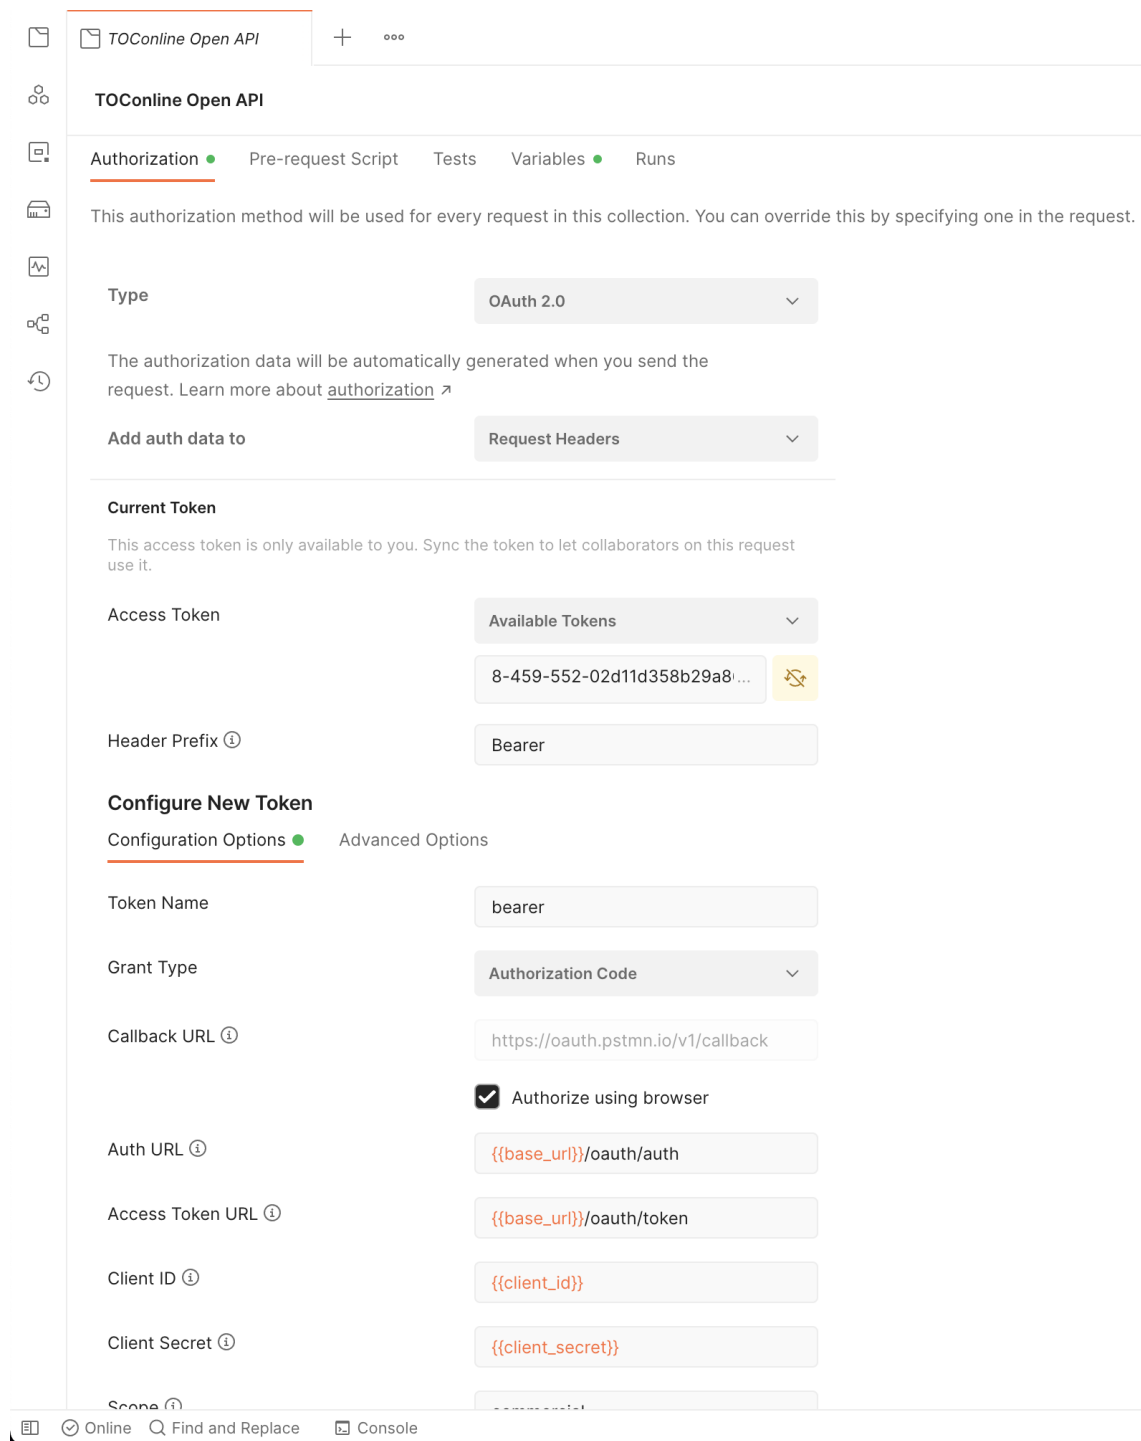 TOConline Open API
TOConline Open API
Authorization Pre-request Script Tests Variables Runs
This authorization method will be used for every request in this collection. You can override this by specifying one in the request.
Type
OAuth 2.0
The authorization data will be automatically generated when you send the
request. Learn more about authorization ↗
Add auth data to
Request Headers
Current Token
This access token is only available to you. Sync the token to let collaborators on this request
use it.
Access Token
Available Tokens
8-459-552-02d11d358b29a8...
Header Prefix
Bearer
Configure New Token
Configuration Options Advanced Options
Token Name
bearer
Grant Type
Authorization Code
Callback URL
https://oauth.pstmn.io/v1/callback
Authorize using browser
Auth URL
{{base_url}}/oauth/auth
Access Token URL
{{base_url}}/oauth/token
Client ID
{{client_id}}
Client Secret
{{client_secret}}
Scope
commercial
Online Find and Replace Console